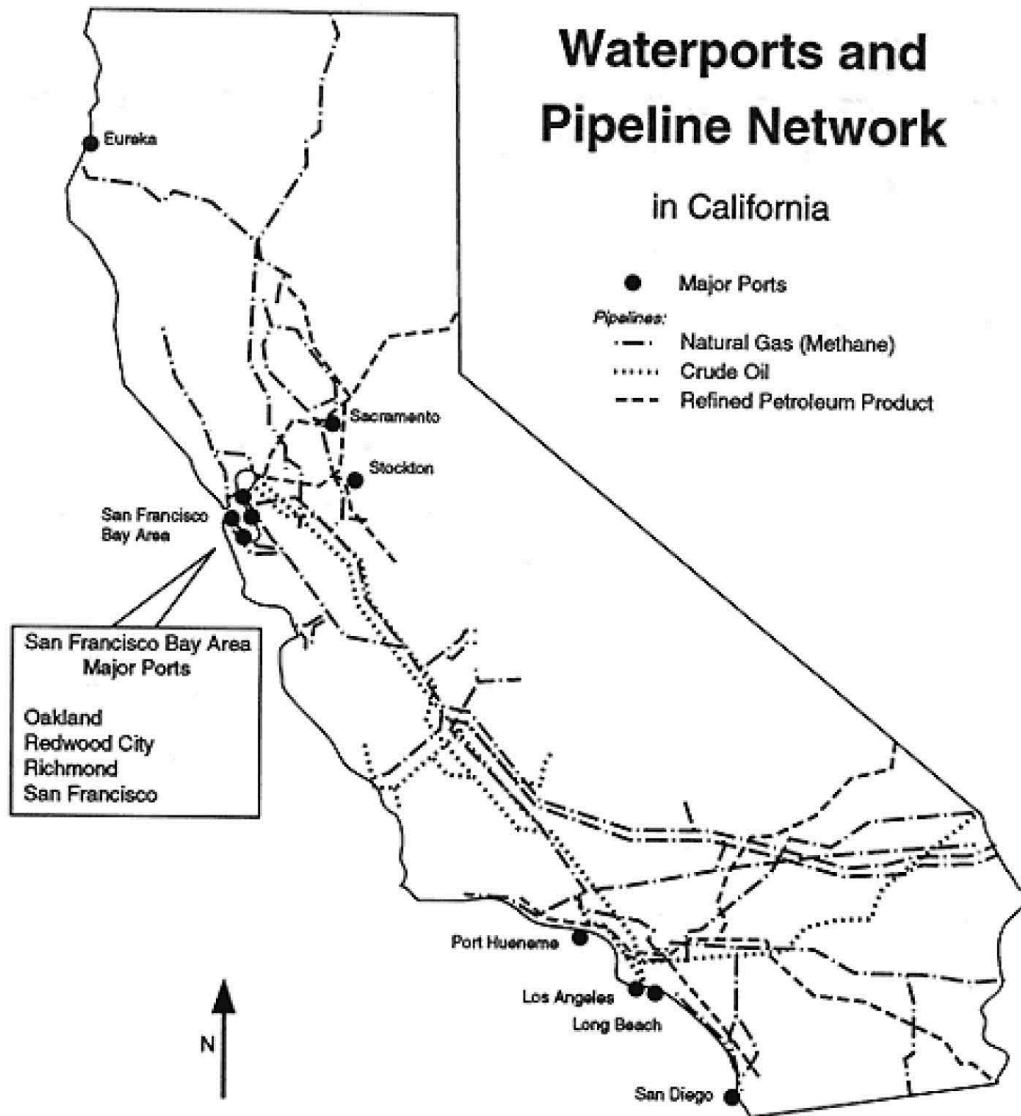 Waterports and
Pipeline Network
in California
Major Ports
Pipelines:
Natural Gas (Methane)
Crude Oil
Refined Petroleum Product
Eureka
Sacramento
Stockton
San Francisco
Bay Area
San Francisco Bay Area
Major Ports
Oakland
Redwood City
Richmond
San Francisco
Port Hueneme
Los Angeles
Long Beach
San Diego
N